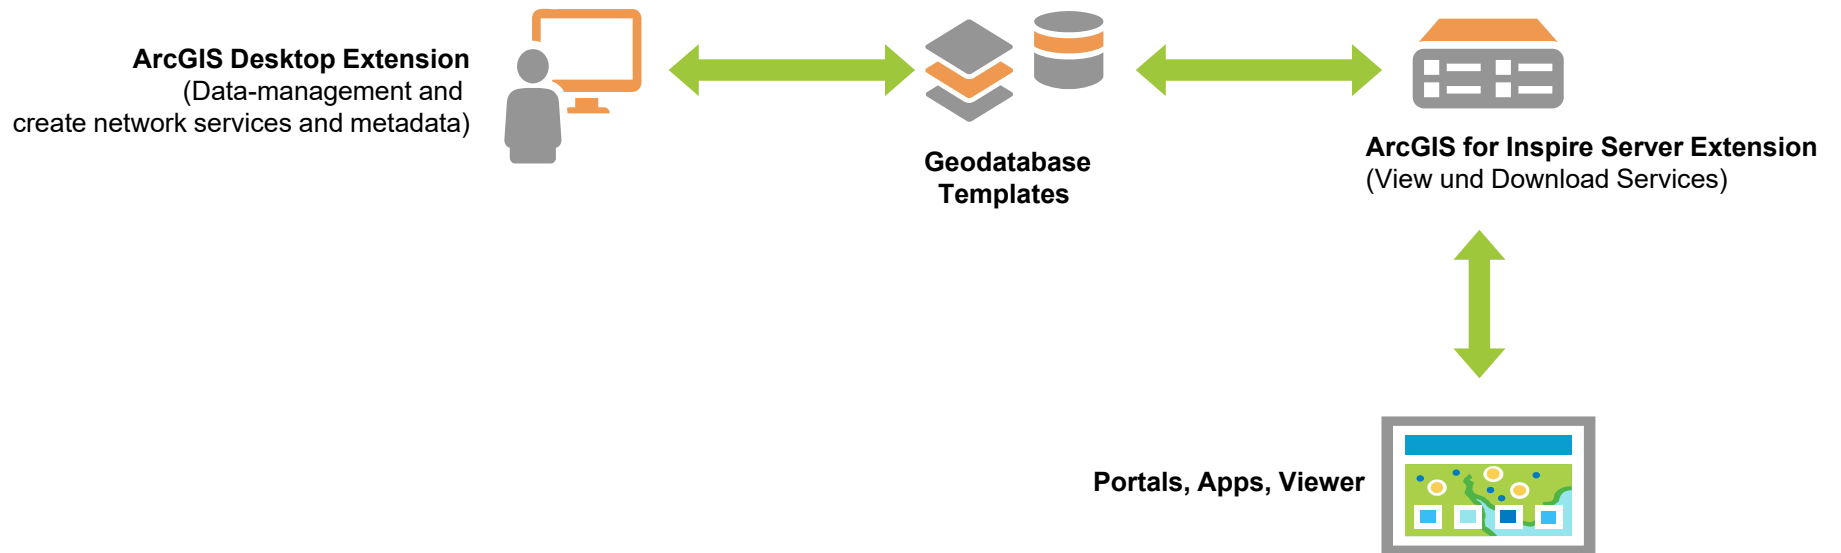 ArcGIS Desktop Extension
(Data-management and
create network services and metadata)
Geodatabase
Templates
ArcGIS for Inspire Server Extension
(View und Download Services)
Portals, Apps, Viewer